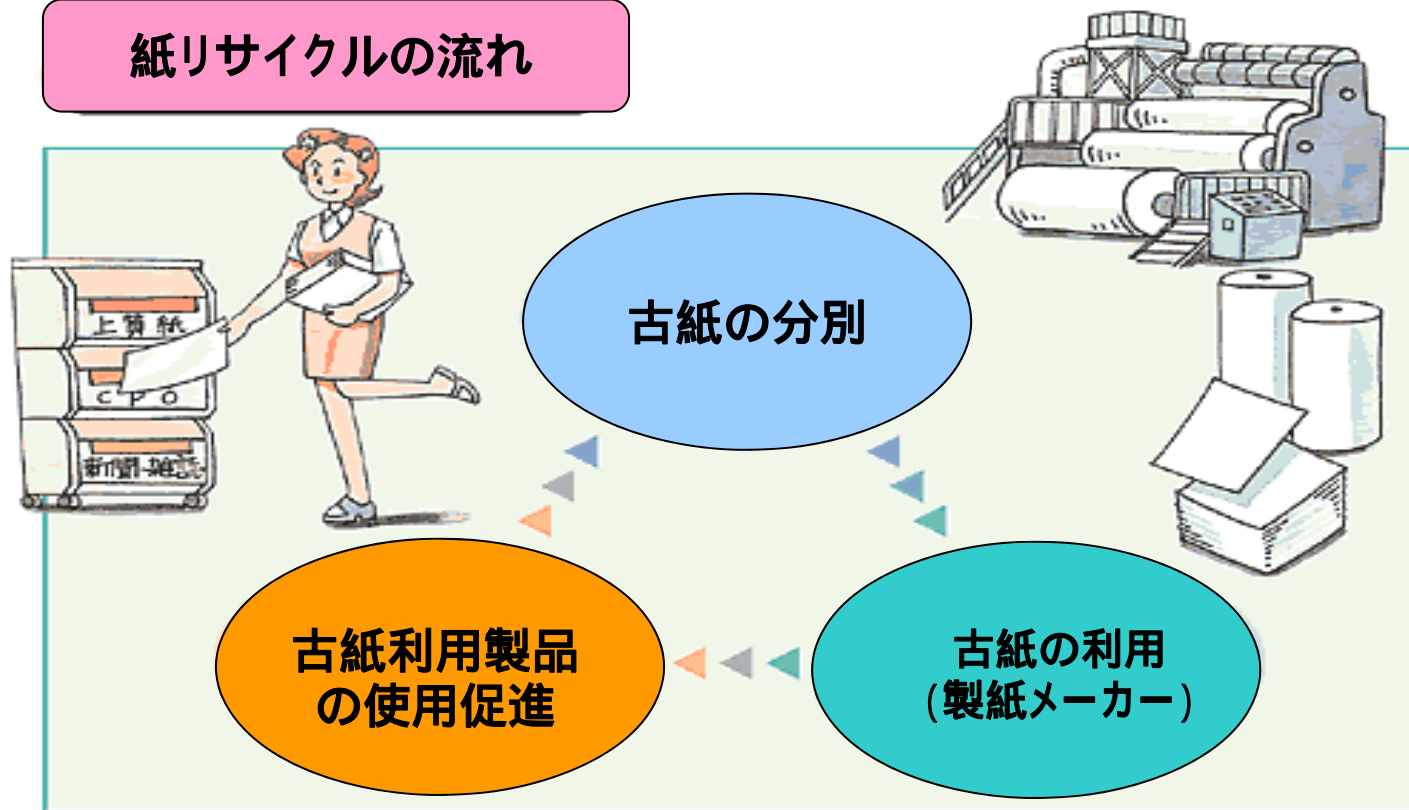 紙リサイクルの流れ
上質紙
CPO
新聞・雑誌
古紙の分別
古紙利用製品
の使用促進
古紙の利用
(製紙メーカー)